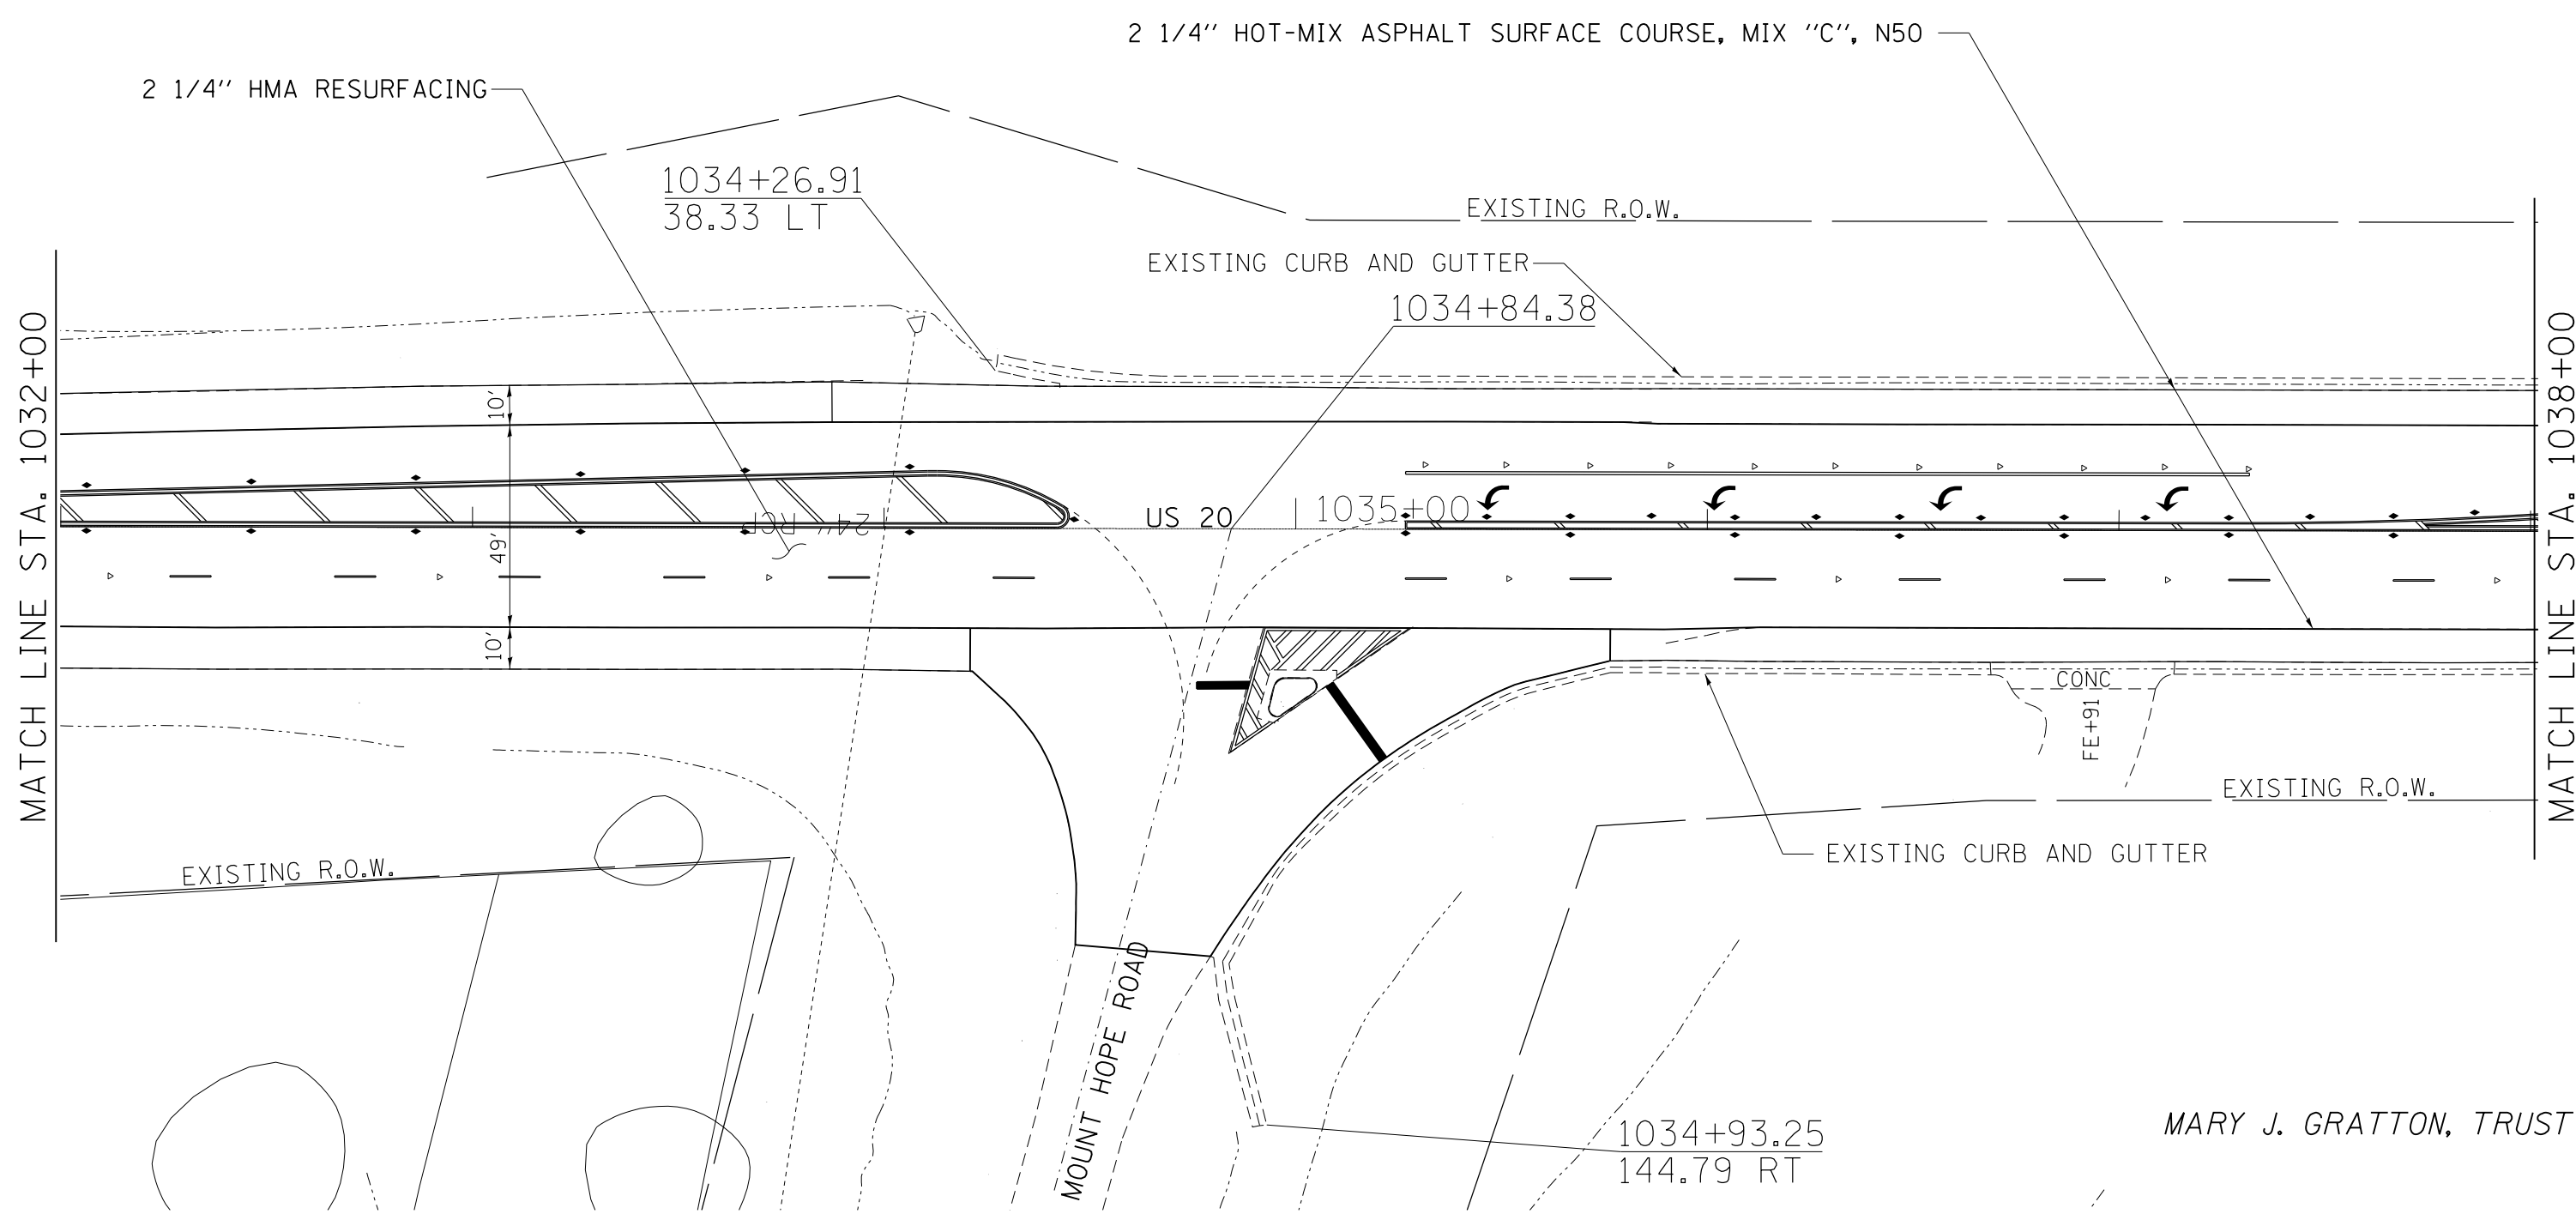 2 1/4" HOT-MIX ASPHALT SURFACE COURSE, MIX "C", N50
2 1/4" HMA RESURFACING
1034+26.91
38.33 LT
EXISTING R.O.W.
EXISTING CURB AND GUTTER
1034+84.38
MATCH LINE STA. 1032+00
MATCH LINE STA. 1038+00
10'
49'
10'
24" RCP
US 20
1035+00
CONC
FE+91
EXISTING R.O.W.
EXISTING CURB AND GUTTER
EXISTING R.O.W.
MOUNT HOPE ROAD
1034+93.25
144.79 RT
MARY J. GRATTON, TRUST